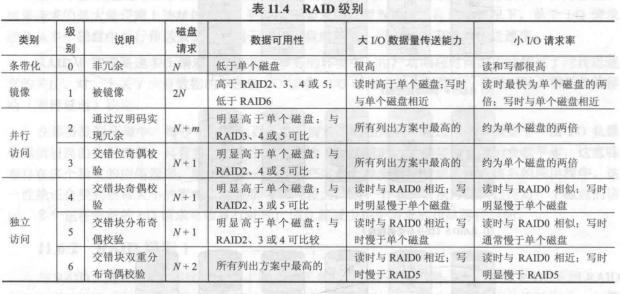 表 11.4 RAID 级别
类别 级别 说明 磁盘请求 数据可用性 大 I/O 数据量传送能力 小 I/O 请求率
条带化 0 非冗余 N 低于单个磁盘 很高 读和写都很高
镜像 1 被镜像 2N 高于 RAID2、3、4 或 5；低于 RAID6 读时高于单个磁盘；写时与单个磁盘相近 读时最快为单个磁盘的两倍；写时与单个磁盘相近
并行访问 2 通过汉明码实现冗余 N + m 明显高于单个磁盘；与 RAID3、4 或 5 可比 所有列出方案中最高的 约为单个磁盘的两倍
3 交错位奇偶校验 N + 1 明显高于单个磁盘；与 RAID2、4 或 5 可比 所有列出方案中最高的 约为单个磁盘的两倍
独立访问 4 交错块奇偶校验 N + 1 明显高于单个磁盘；与 RAID2、3 或 5 可比 读时与 RAID0 相近；写时明显慢于单个磁盘 读时与 RAID0 相似；写时明显慢于单个磁盘
5 交错块分布奇偶校验 N + 1 明显高于单个磁盘；与 RAID2、3 或 4 可比较 读时与 RAID0 相近；写时慢于单个磁盘 读时与 RAID0 相似；写时通常慢于单个磁盘
6 交错块双重分布奇偶校验 N + 2 所有列出方案中最高的 读时与 RAID0 相近；写时慢于 RAID5 读时与 RAID0 相近；写时明显慢于 RAID5